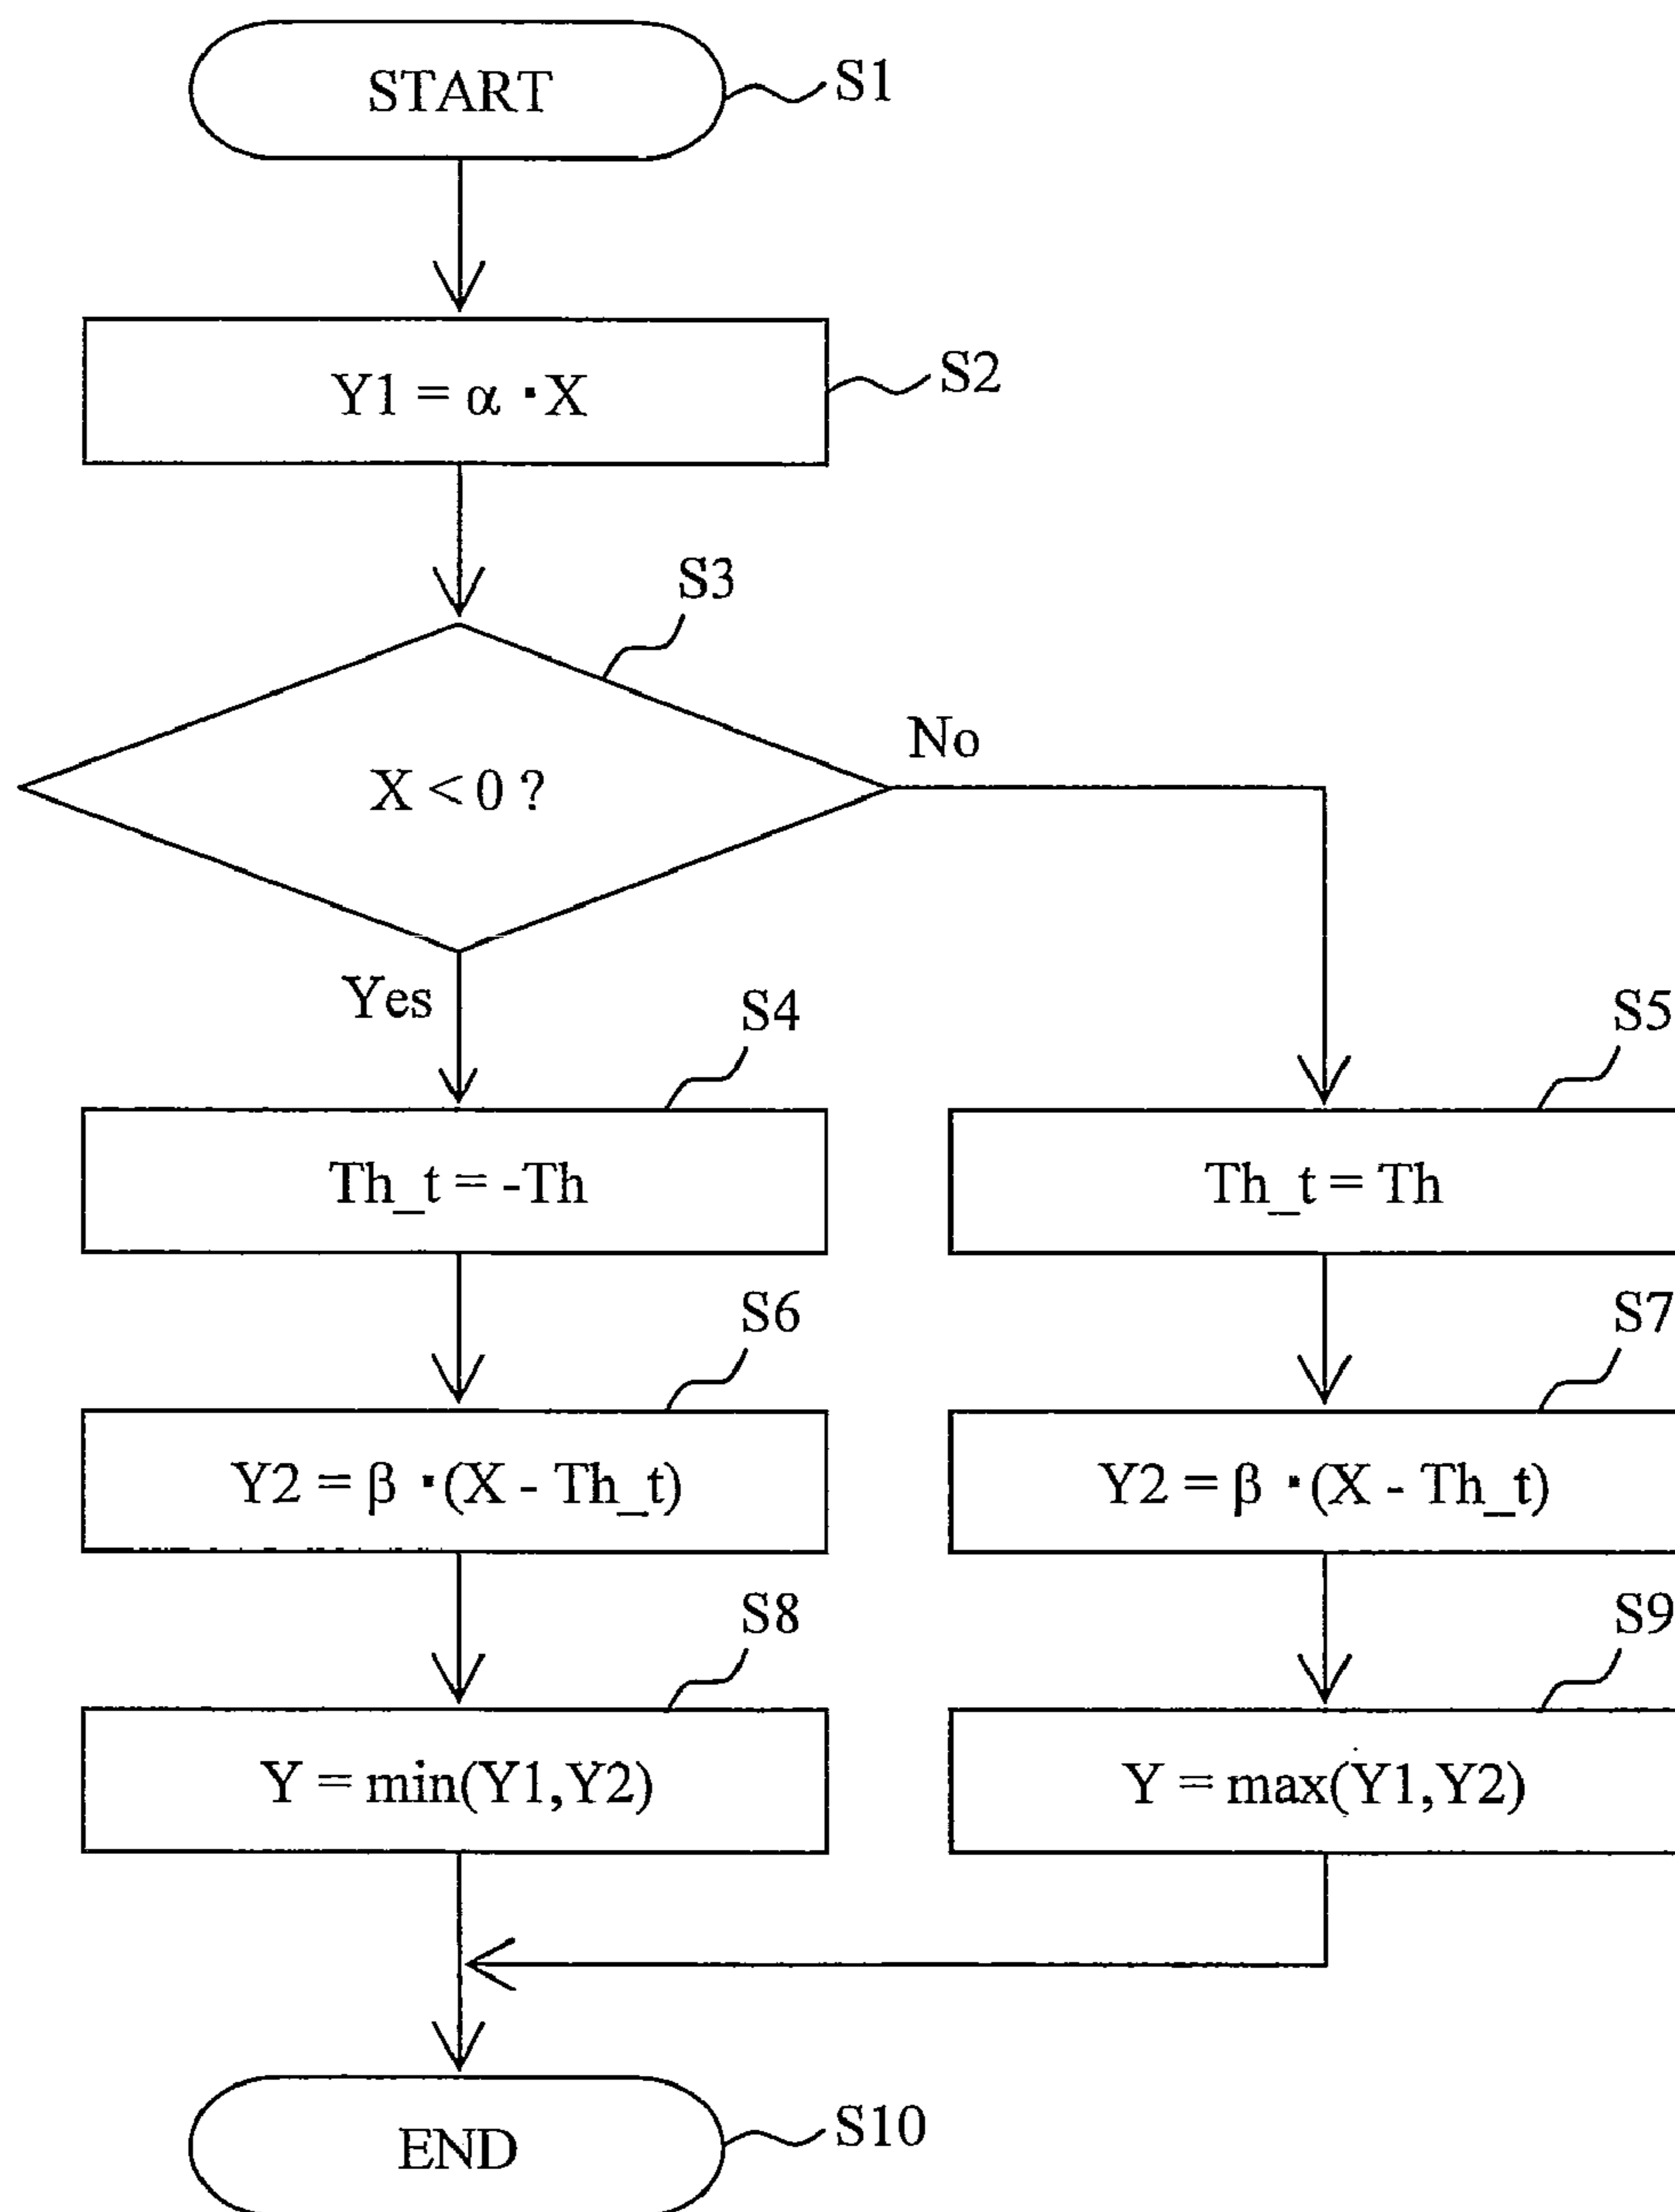 START
S1
Y1 = α · X
S2
S3
X < 0 ?
No
Yes
S4
S5
Th_t = -Th
Th_t = Th
S6
S7
Y2 = β · (X - Th_t)
Y2 = β · (X - Th_t)
S8
S9
Y = min(Y1,Y2)
Y = max(Y1,Y2)
END
S10